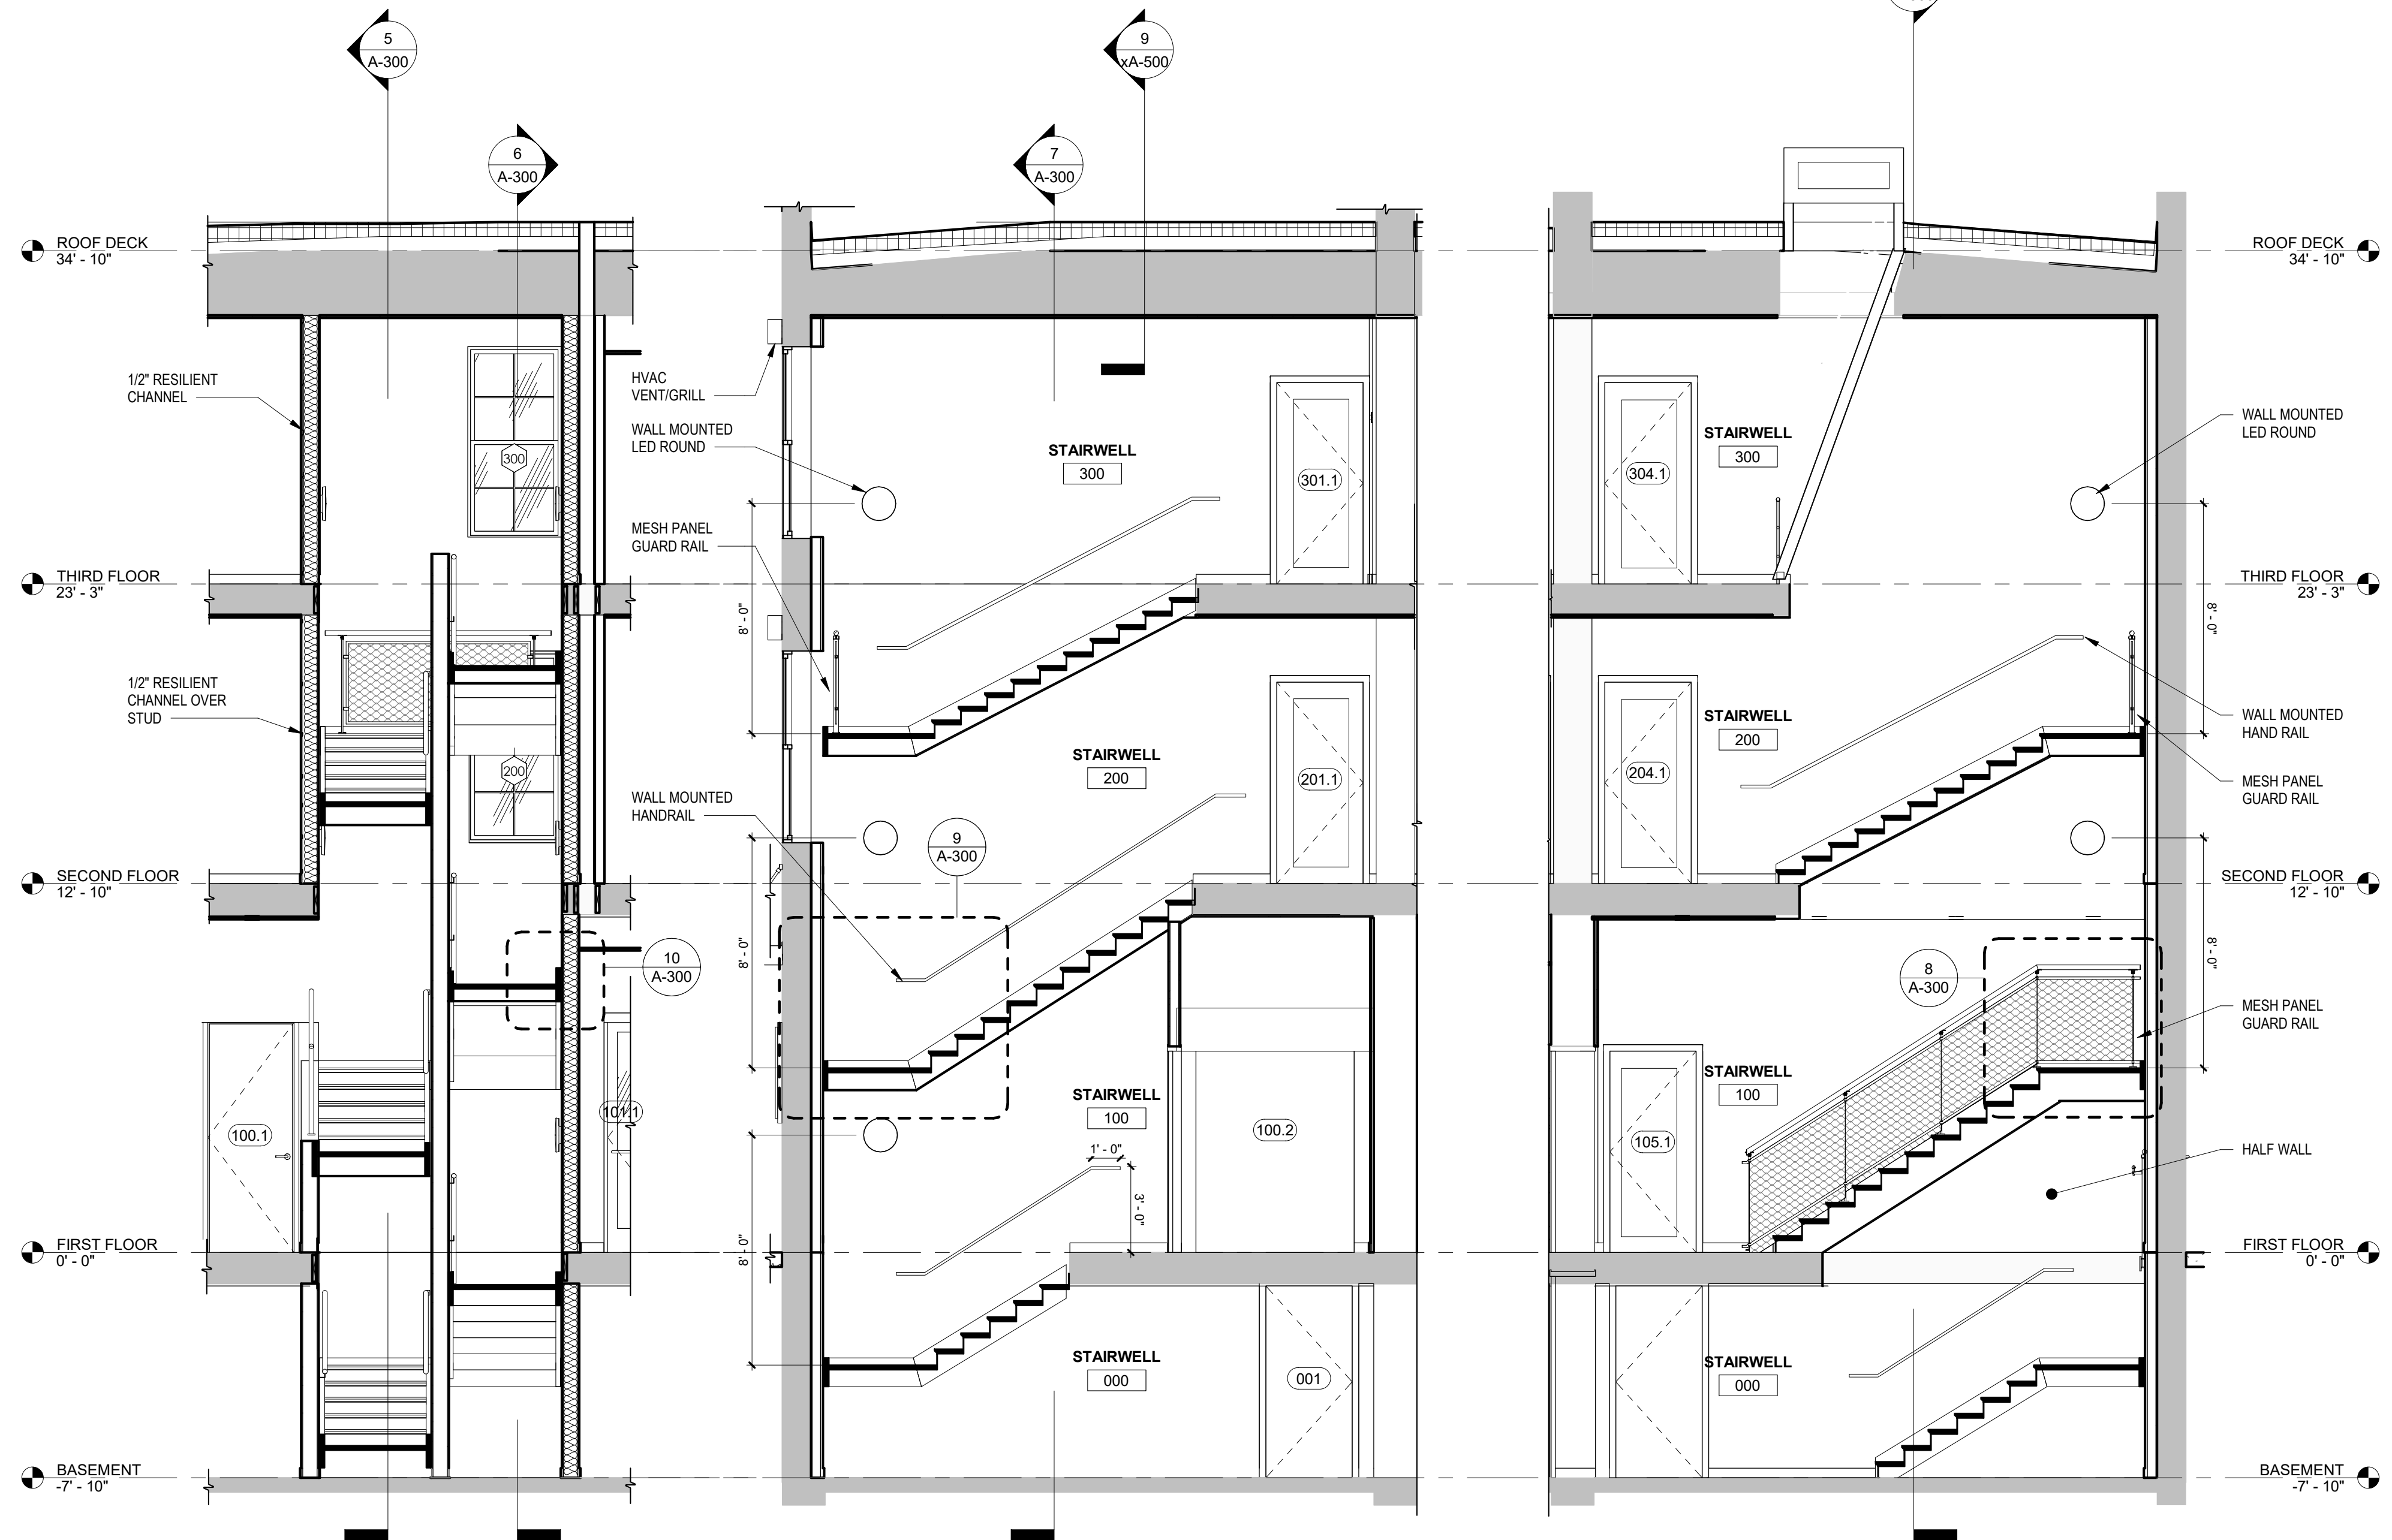 5
A-300
9
xA-500
6
A-300
7
A-300
ROOF DECK
34' - 10"
ROOF DECK
34' - 10"
1/2" RESILIENT
CHANNEL
HVAC
VENT/GRILL
WALL MOUNTED
LED ROUND
WALL MOUNTED
LED ROUND
STAIRWELL
300
STAIRWELL
300
300
301.1
304.1
MESH PANEL
GUARD RAIL
THIRD FLOOR
23' - 3"
THIRD FLOOR
23' - 3"
8' - 0"
8' - 0"
1/2" RESILIENT
CHANNEL OVER
STUD
WALL MOUNTED
HAND RAIL
STAIRWELL
200
STAIRWELL
200
200
201.1
204.1
MESH PANEL
GUARD RAIL
WALL MOUNTED
HANDRAIL
9
A-300
SECOND FLOOR
12' - 10"
SECOND FLOOR
12' - 10"
8' - 0"
8' - 0"
10
A-300
8
A-300
MESH PANEL
GUARD RAIL
STAIRWELL
100
STAIRWELL
100
100.1
101.1
100.2
105.1
1' - 0"
3' - 0"
HALF WALL
8' - 0"
FIRST FLOOR
0' - 0"
FIRST FLOOR
0' - 0"
STAIRWELL
000
001
STAIRWELL
000
BASEMENT
-7' - 10"
BASEMENT
-7' - 10"